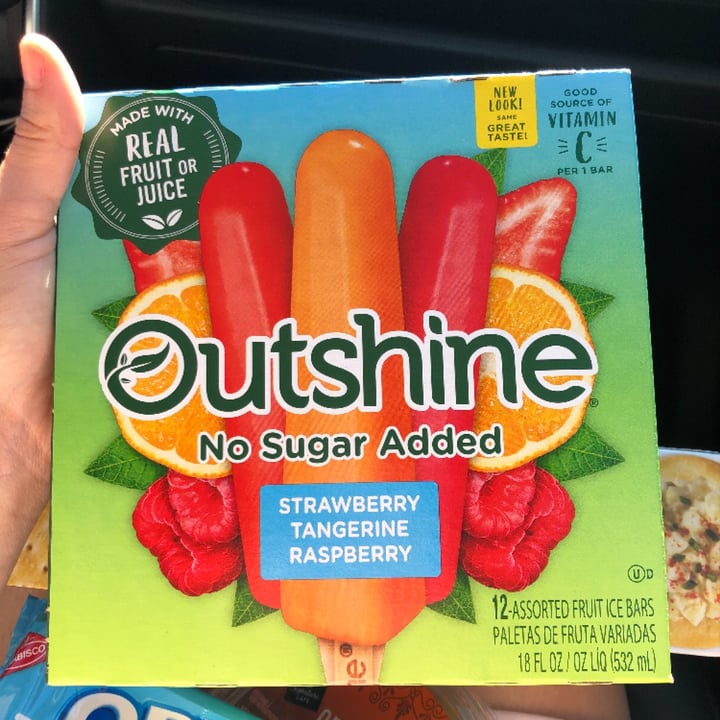 MADE WITH
REAL
FRUIT OR
JUICE
NEW
LOOK!
SAME
GREAT
TASTE!
GOOD
SOURCE OF
VITAMIN
C
PER 1 BAR
Outshine®
No Sugar Added
STRAWBERRY
TANGERINE
RASPBERRY
U D
12-ASSORTED FRUIT ICE BARS
PALETAS DE FRUTA VARIADAS
18 FL OZ / OZ LÍQ (532 mL)
e
ABISCO